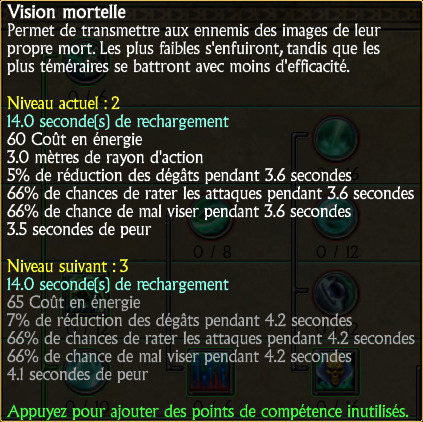 Vision mortelle
Permet de transmettre aux ennemis des images de leur
propre mort. Les plus faibles s'enfuiront, tandis que les
plus téméraires se battront avec moins d'efficacité.
Niveau actuel : 2
14.0 seconde(s) de rechargement
60 Coût en énergie
3.0 mètres de rayon d'action
5% de réduction des dégâts pendant 3.6 secondes
66% de chances de rater les attaques pendant 3.6 secondes
66% de chance de mal viser pendant 3.6 secondes
3.5 secondes de peur
0 / 8
0 / 12
Niveau suivant : 3
14.0 seconde(s) de rechargement
65 Coût en énergie
7% de réduction des dégâts pendant 4.2 secondes
66% de chances de rater les attaques pendant 4.2 secondes
66% de chance de mal viser pendant 4.2 secondes
4.1 secondes de peur
Appuyez pour ajouter des points de compétence inutilisés.